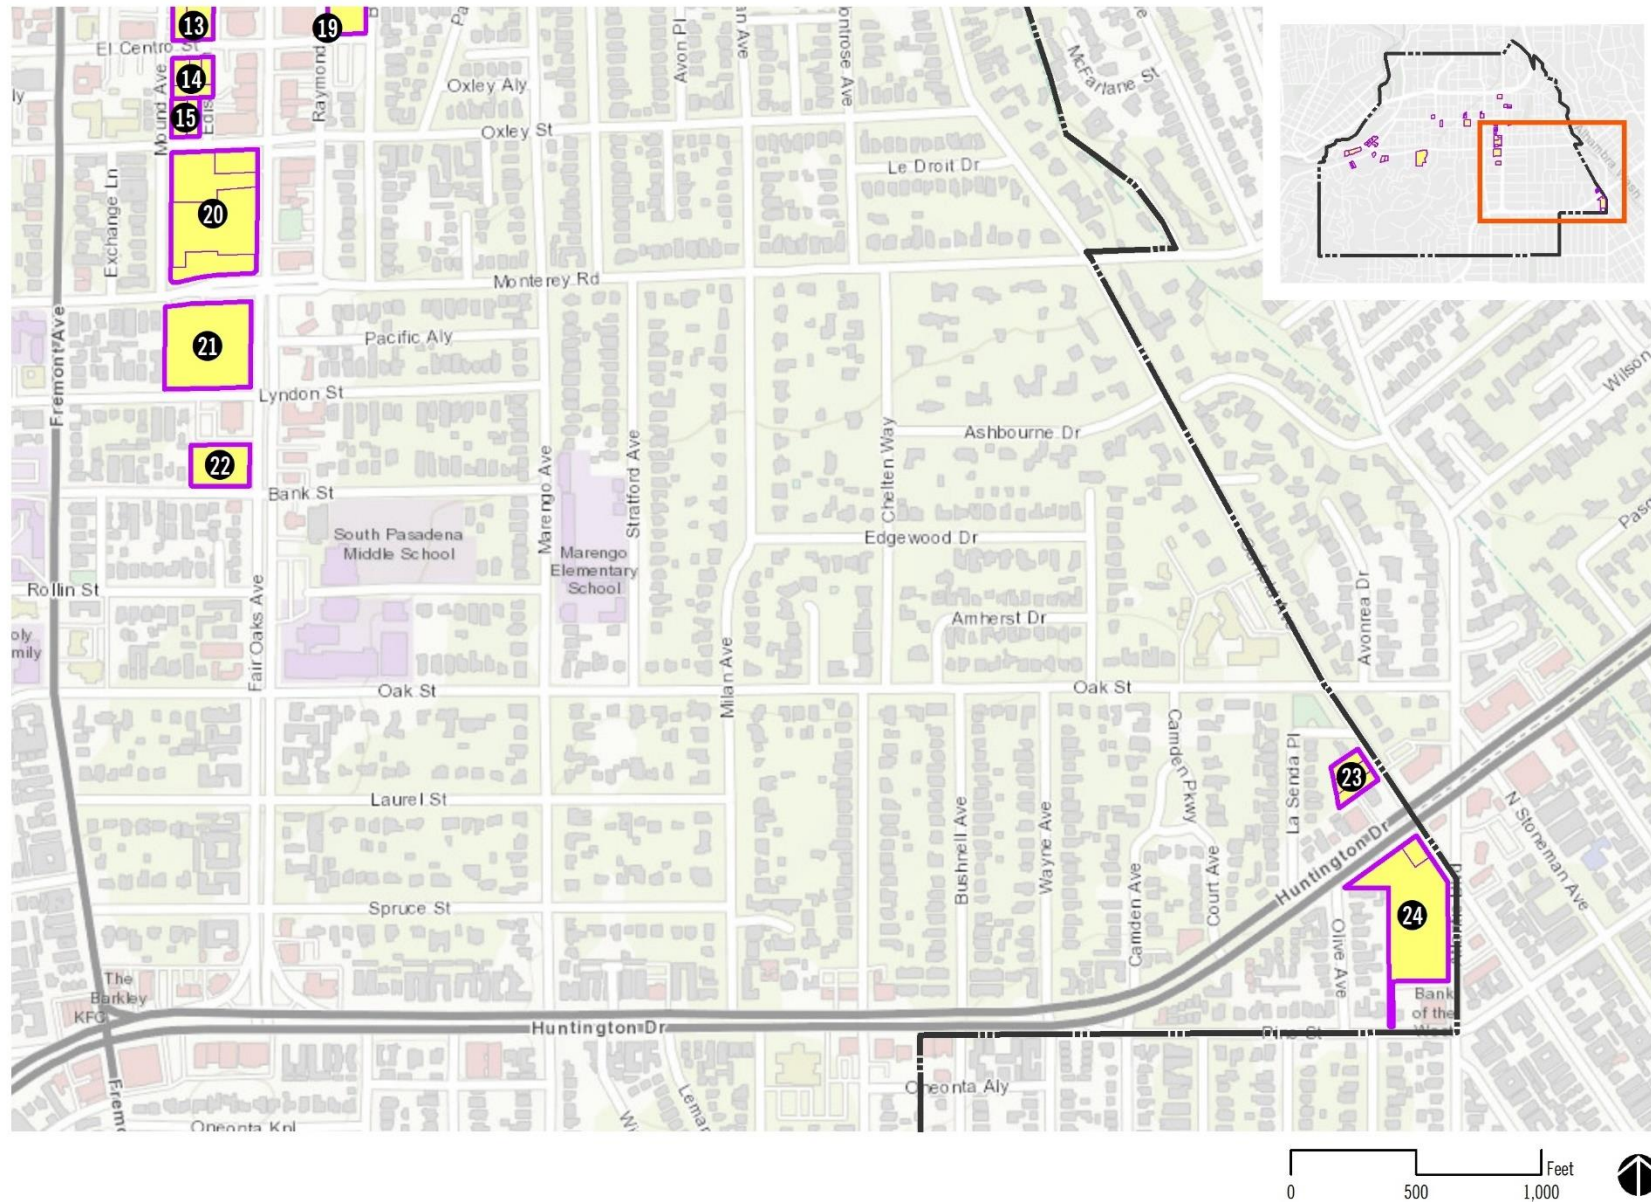 13
El Centro St
19
Raymond
Avon Pl
McFarlane St
14
Mound Ave
Oxley Aly
15
Oxley St
Le Droit Dr
Exchange Ln
20
Monterey Rd
Fremont Ave
21
Pacific Aly
Lyndon St
22
Bank St
Marengo Ave
Stratford Ave
Chelten Way
Ashbourne Dr
South Pasadena
Middle School
Marengo
Elementary
School
Edgewood Dr
Rollin St
Fair Oaks Ave
Amherst Dr
Avonrea Dr
Oak St
Milan Ave
Oak St
Camden Pkwy
La Senda Pl
23
Laurel St
Bushnell Ave
Wayne Ave
Huntington Dr
N Stoneman Ave
Spruce St
Camden Ave
Court Ave
Olive Ave
24
The
Barkley
KFC
Huntington Dr
Bank
of the
Oneonta Aly
Oneonta Knl
Feet
0 500 1,000